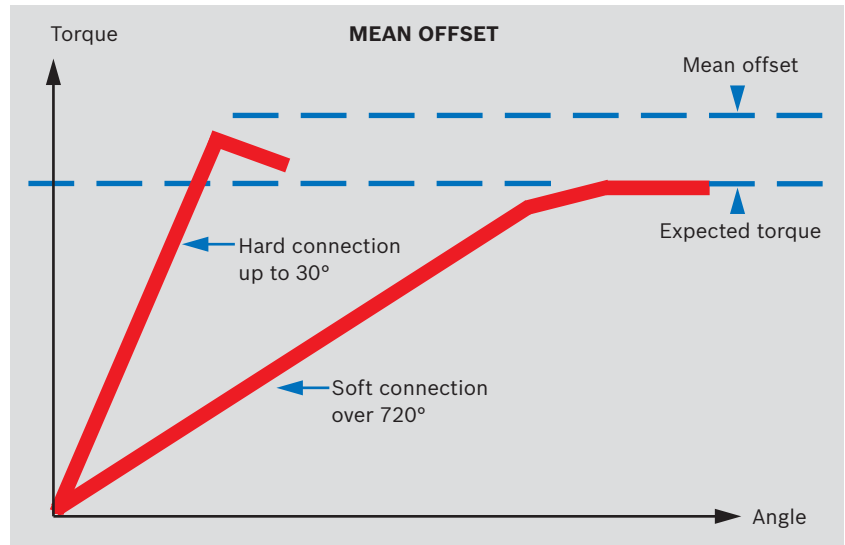 Torque
MEAN OFFSET
Mean offset
Hard connection
up to 30°
Expected torque
Soft connection
over 720°
Angle